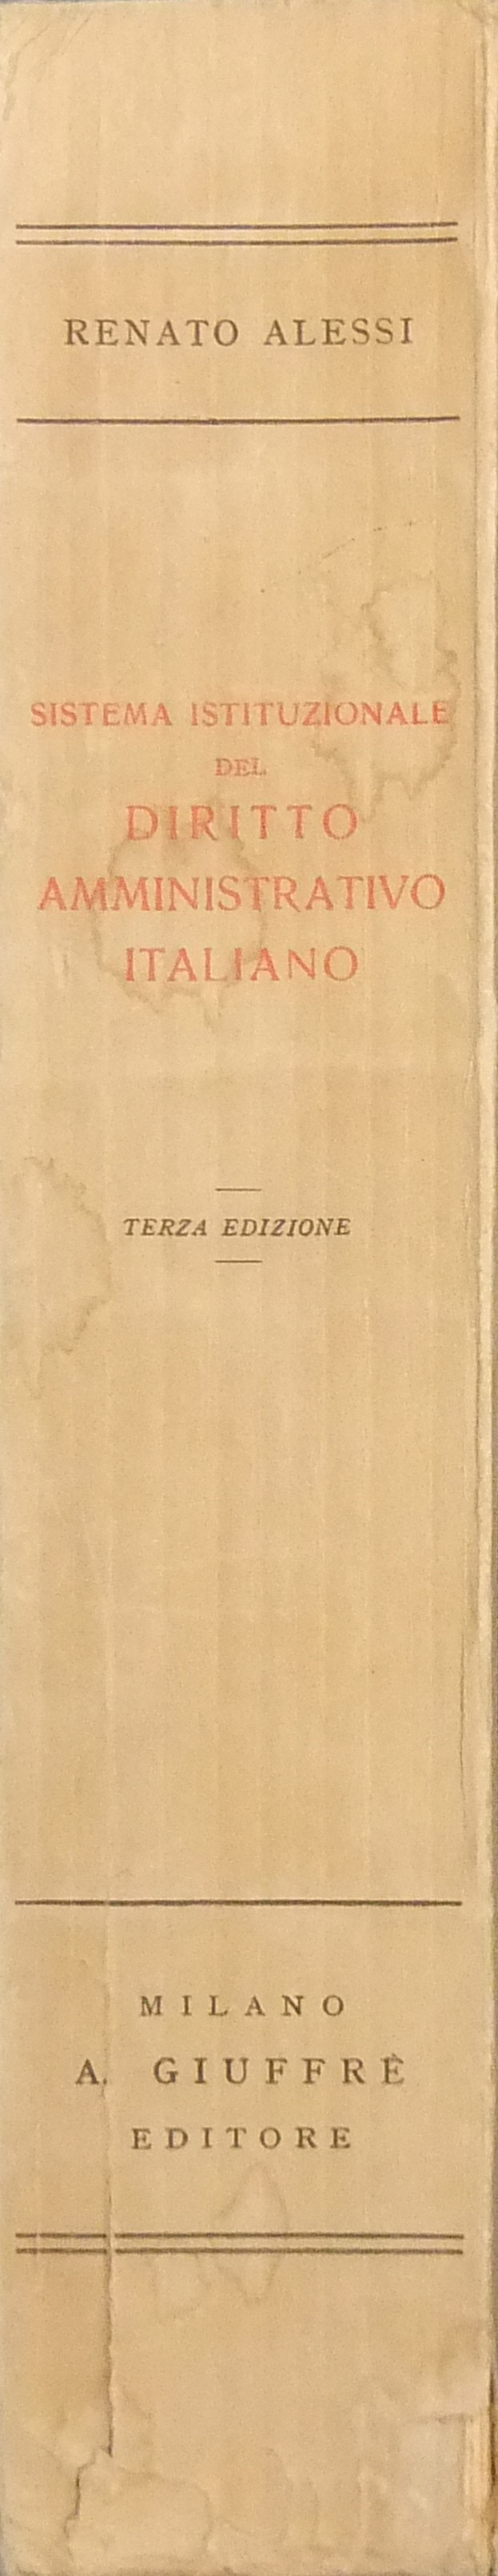 RENATO ALESSI
SISTEMA ISTITUZIONALE
DEL
DIRITTO
AMMINISTRATIVO
ITALIANO
TERZA EDIZIONE
MILANO
A. GIUFFRÈ
EDITORE